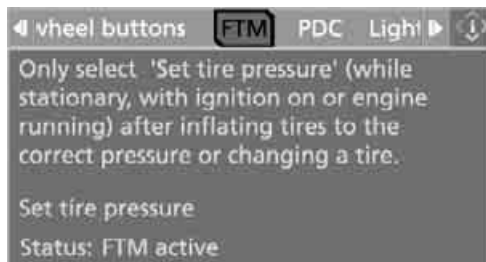 wheel buttons FTM PDC Light
Only select 'Set tire pressure' (while
stationary, with ignition on or engine
running) after inflating tires to the
correct pressure or changing a tire.
Set tire pressure
Status: FTM active